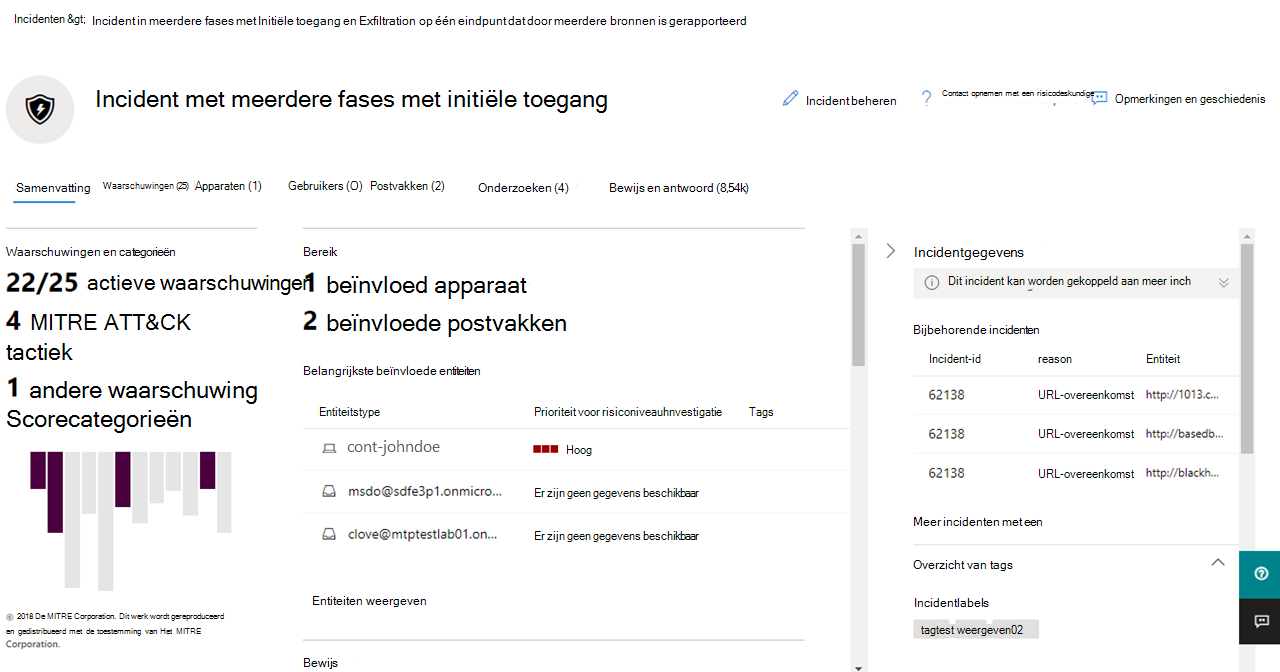 Incidenten &gt; Incident in meerdere fases met Initiële toegang en Exfiltration op één eindpunt dat door meerdere bronnen is gerapporteerd
Incident met meerdere fases met initiële toegang
Incident beheren
Contact opnemen met een risicodeskundige
Opmerkingen en geschiedenis
Samenvatting
Waarschuwingen (25)
Apparaten (1)
Gebruikers (O)
Postvakken (2)
Onderzoeken (4)
Bewijs en antwoord (8,54k)
Waarschuwingen en categorieën
22/25 actieve waarschuwingen
4 MITRE ATT&CK
tactiek
1 andere waarschuwing
Scorecategorieën
© 2018 De MITRE Corporation. Dit werk wordt gereproduceerd
en gedistribueerd met de toestemming van Het MITRE
Corporation.
Bereik
1 beïnvloed apparaat
2 beïnvloede postvakken
Belangrijkste beïnvloede entiteiten
Entiteitstype Prioriteit voor risiconiveauhnvestigatie Tags
cont-johndoe Hoog
msdo@sdfe3p1.onmicro... Er zijn geen gegevens beschikbaar
clove@mtptestlab01.on... Er zijn geen gegevens beschikbaar
Entiteiten weergeven
Bewijs
Incidentgegevens
Dit incident kan worden gekoppeld aan meer inch
Bijbehorende incidenten
Incident-id reason Entiteit
62138 URL-overeenkomst http://1013.c...
62138 URL-overeenkomst http://basedb...
62138 URL-overeenkomst http://blackh...
Meer incidenten met een
Overzicht van tags
Incidentlabels
tagtest weergeven02